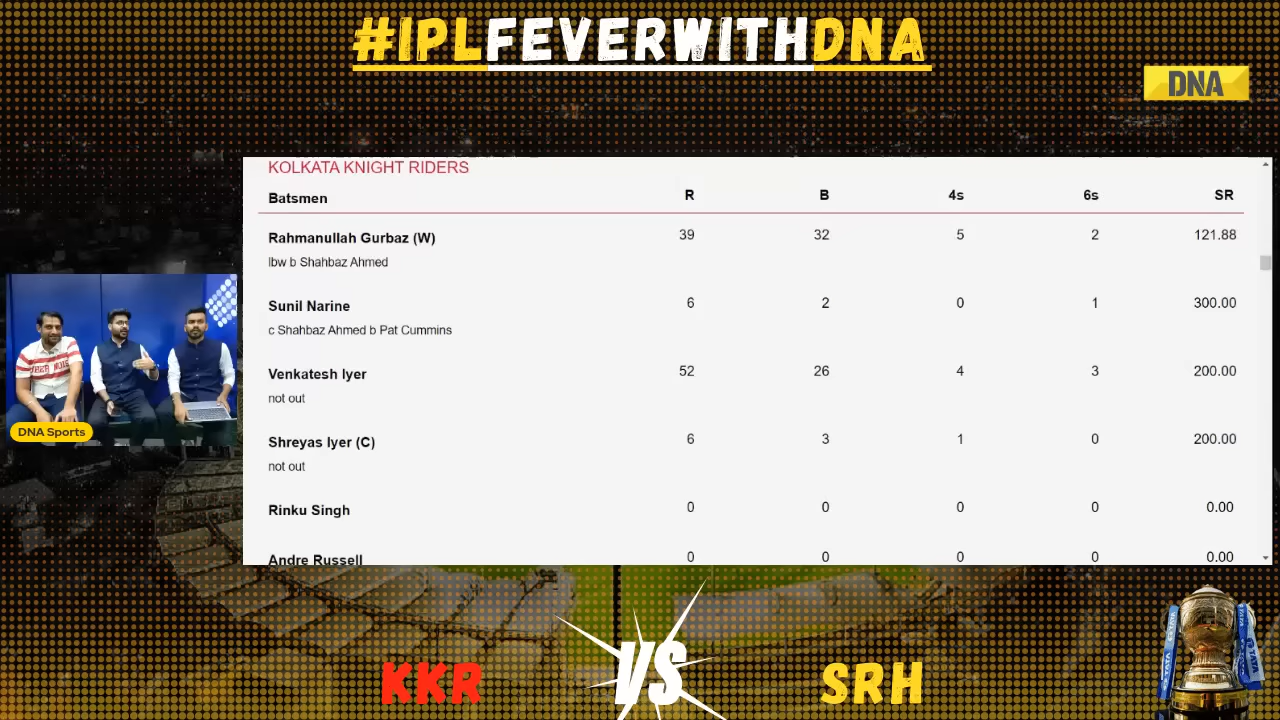 #IPLFEVERWITHDNA
DNA
KOLKATA KNIGHT RIDERS
Batsmen R B 4s 6s SR
Rahmanullah Gurbaz (W) 39 32 5 2 121.88
lbw b Shahbaz Ahmed
Sunil Narine 6 2 0 1 300.00
c Shahbaz Ahmed b Pat Cummins
Venkatesh Iyer 52 26 4 3 200.00
not out
Shreyas Iyer (C) 6 3 1 0 200.00
not out
Rinku Singh 0 0 0 0 0.00
Andre Russell 0 0 0 0 0.00
DNA Sports
KKR VS SRH
TATA